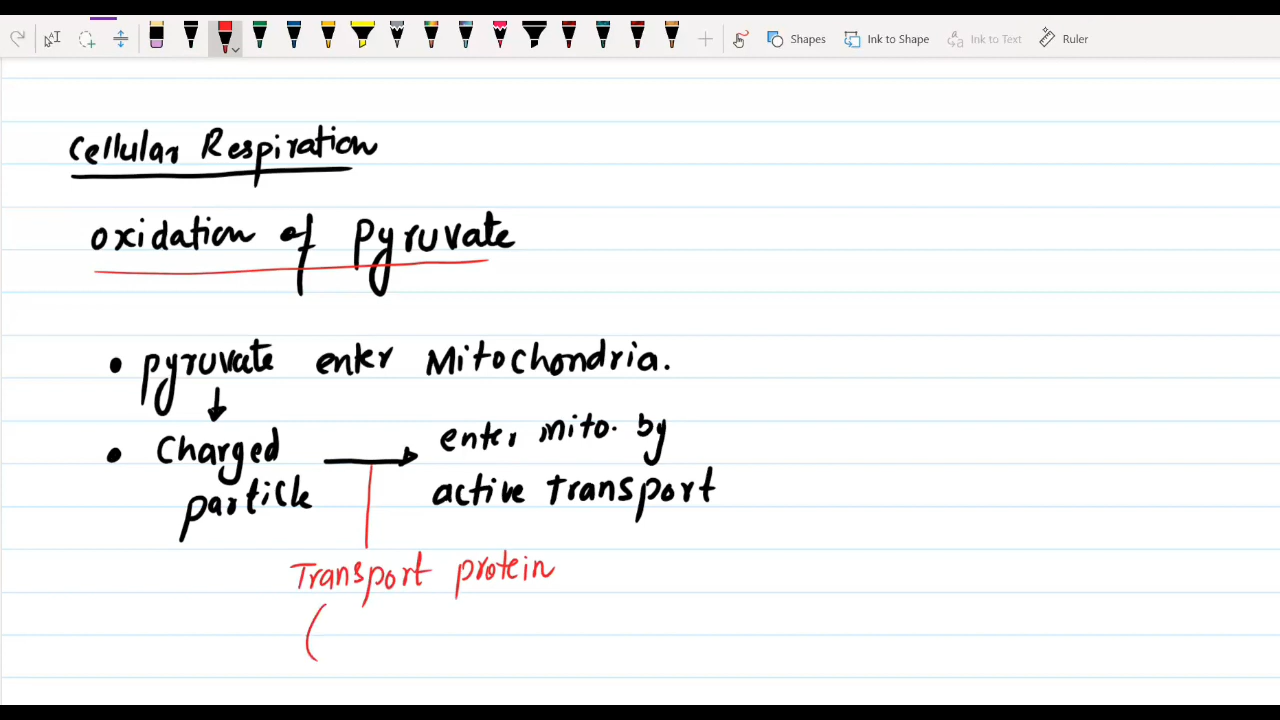 Shapes Ink to Shape Ink to Text Ruler
Cellular Respiration
oxidation of pyruvate
• pyruvate enter Mitochondria.
↓
• Charged → enter mito. by
particle active transport
Transport protein
(